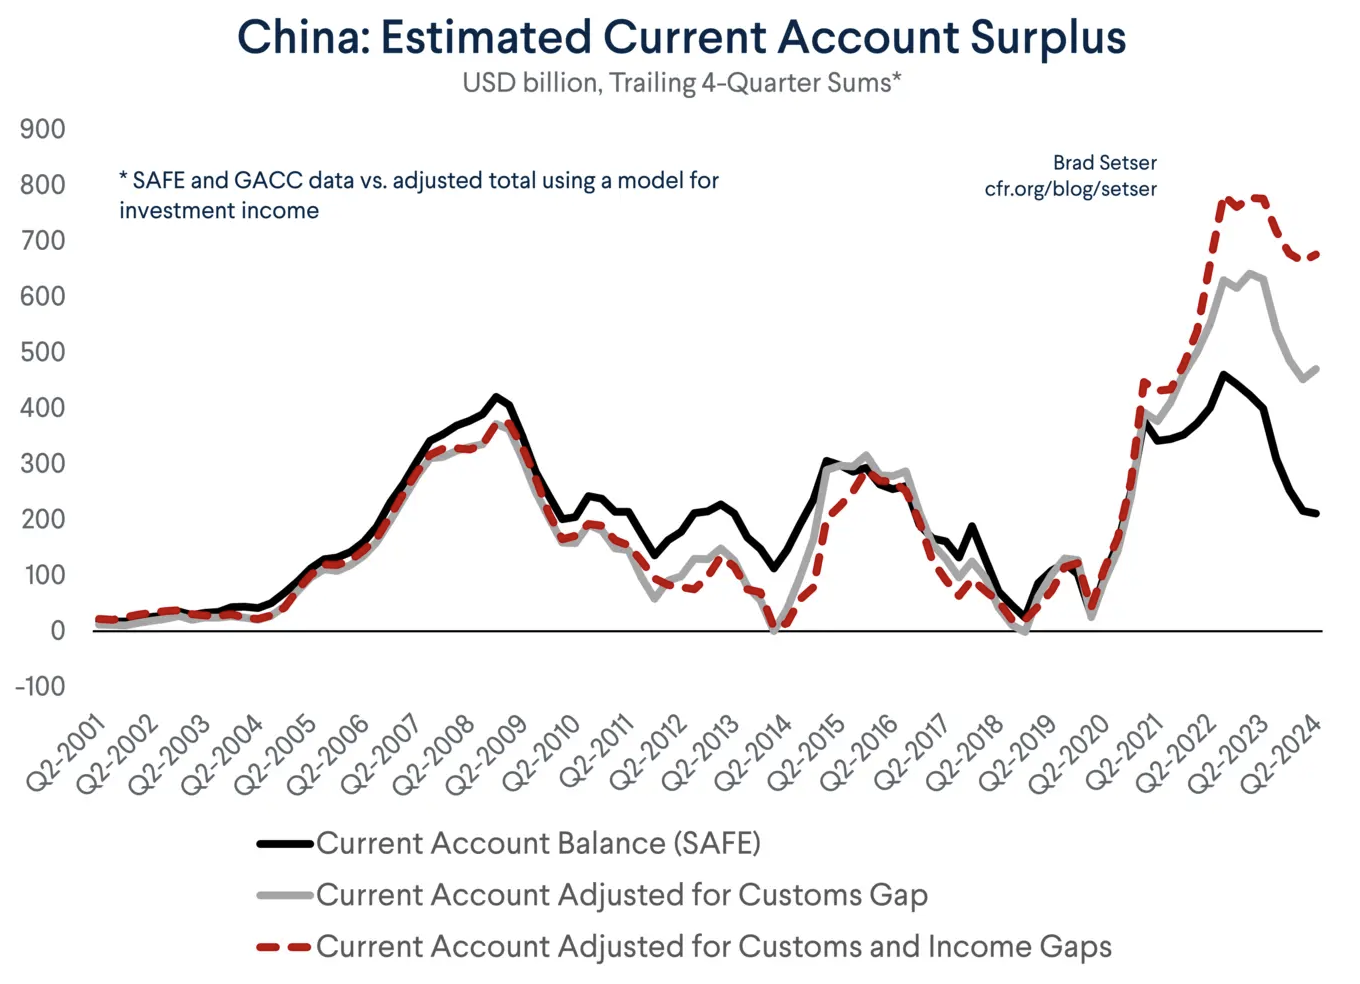 China: Estimated Current Account Surplus
USD billion, Trailing 4-Quarter Sums*
900
800
700
600
500
400
300
200
100
0
-100
* SAFE and GACC data vs. adjusted total using a model for
investment income
Brad Setser
cfr.org/blog/setser
Q2-2001
Q2-2002
Q2-2003
Q2-2004
Q2-2005
Q2-2006
Q2-2007
Q2-2008
Q2-2009
Q2-2010
Q2-2011
Q2-2012
Q2-2013
Q2-2014
Q2-2015
Q2-2016
Q2-2017
Q2-2018
Q2-2019
Q2-2020
Q2-2021
Q2-2022
Q2-2023
Q2-2024
Current Account Balance (SAFE)
Current Account Adjusted for Customs Gap
Current Account Adjusted for Customs and Income Gaps